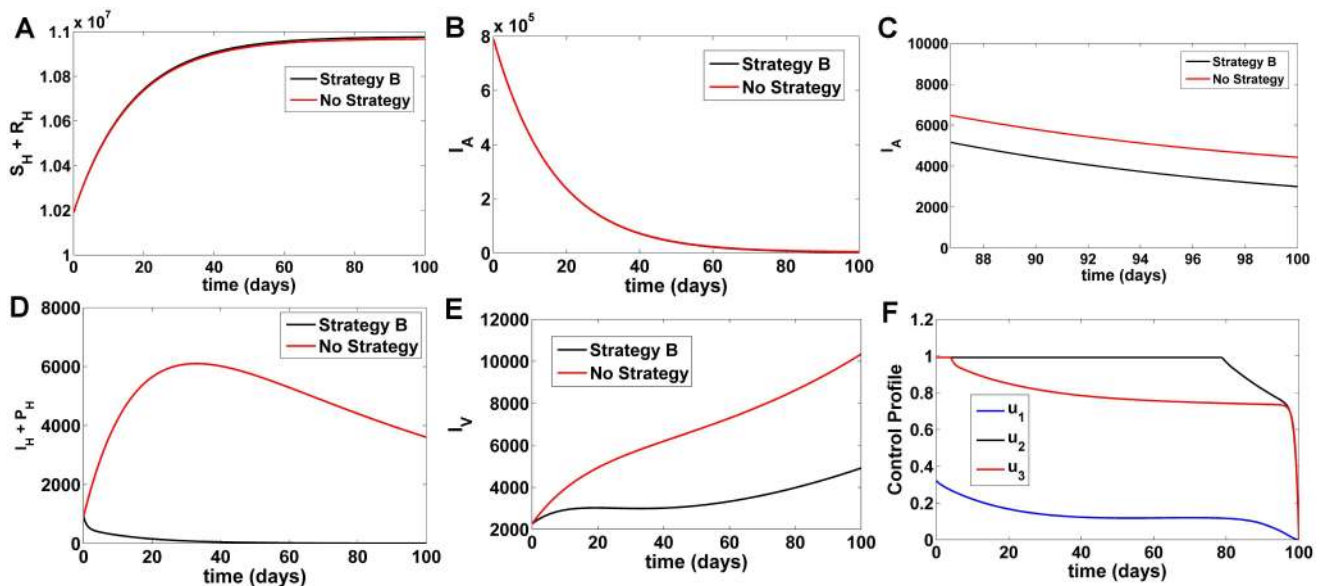 A
x 10^7
1.1
1.08
1.06
1.04
1.02
1
S_H + R_H
Strategy B
No Strategy
0 20 40 60 80 100
time (days)
B
x 10^5
8
6
4
2
0
I_A
Strategy B
No Strategy
0 20 40 60 80 100
time (days)
C
10000
8000
6000
4000
2000
0
I_A
Strategy B
No Strategy
88 90 92 94 96 98 100
time (days)
D
8000
6000
4000
2000
0
I_H + P_H
Strategy B
No Strategy
0 20 40 60 80 100
time (days)
E
12000
10000
8000
6000
4000
2000
I_V
Strategy B
No Strategy
0 20 40 60 80 100
time (days)
F
1.2
1
0.8
0.6
0.4
0.2
0
Control Profile
u_1
u_2
u_3
0 20 40 60 80 100
time (days)